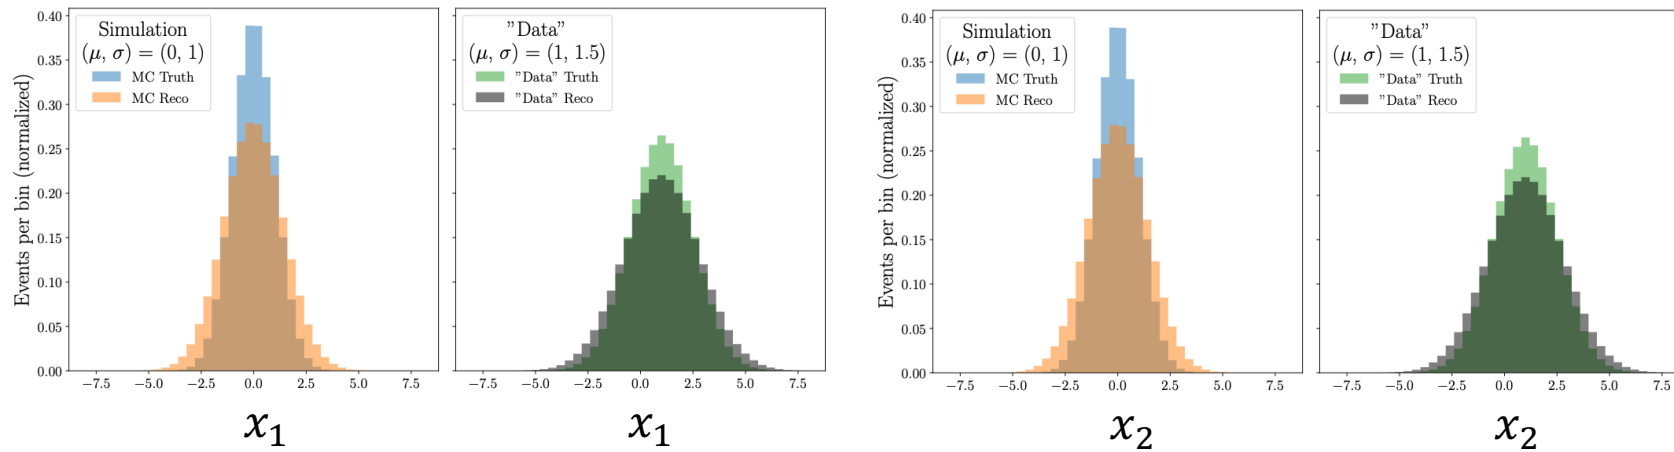 Events per bin (normalized)
0.40
0.35
0.30
0.25
0.20
0.15
0.10
0.05
0.00
Simulation
(μ, σ) = (0, 1)
MC Truth
MC Reco
−7.5 −5.0 −2.5 0.0 2.5 5.0 7.5
x₁
"Data"
(μ, σ) = (1, 1.5)
"Data" Truth
"Data" Reco
−7.5 −5.0 −2.5 0.0 2.5 5.0 7.5
x₁
Events per bin (normalized)
0.40
0.35
0.30
0.25
0.20
0.15
0.10
0.05
0.00
Simulation
(μ, σ) = (0, 1)
MC Truth
MC Reco
−7.5 −5.0 −2.5 0.0 2.5 5.0 7.5
x₂
"Data"
(μ, σ) = (1, 1.5)
"Data" Truth
"Data" Reco
−7.5 −5.0 −2.5 0.0 2.5 5.0 7.5
x₂